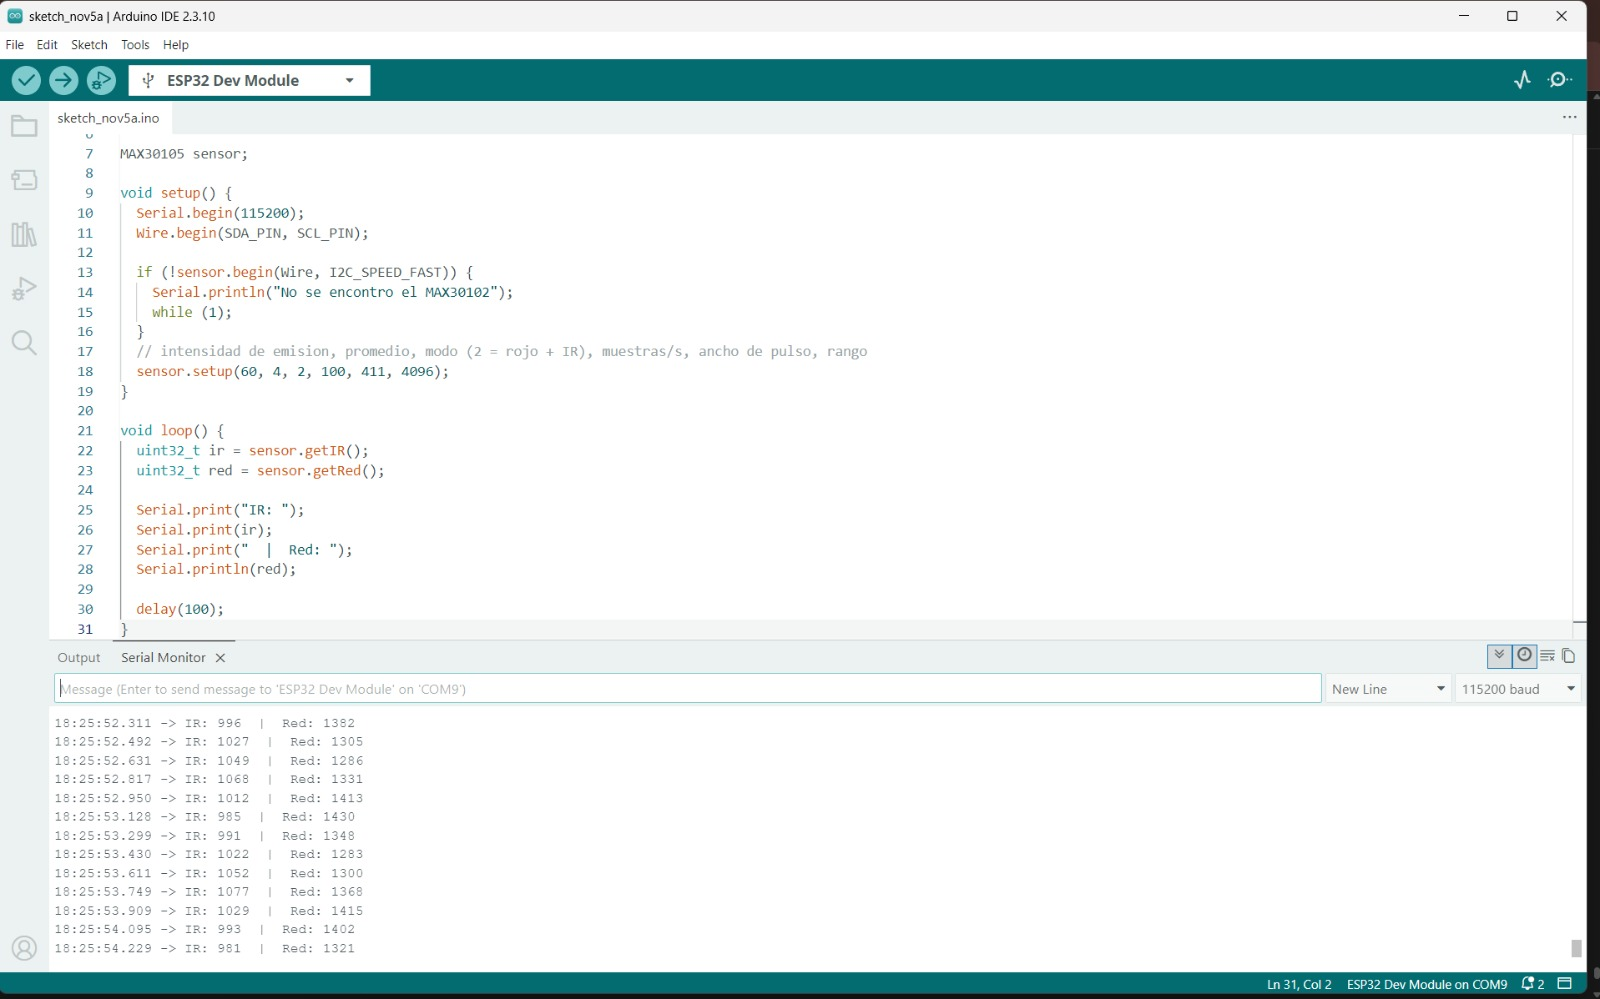 sketch_nov5a | Arduino IDE 2.3.10
File Edit Sketch Tools Help
ESP32 Dev Module
sketch_nov5a.ino
7 MAX30105 sensor;
8
9 void setup() {
10 Serial.begin(115200);
11 Wire.begin(SDA_PIN, SCL_PIN);
12
13 if (!sensor.begin(Wire, I2C_SPEED_FAST)) {
14 Serial.println("No se encontro el MAX30102");
15 while (1);
16 }
17 // intensidad de emision, promedio, modo (2 = rojo + IR), muestras/s, ancho de pulso, rango
18 sensor.setup(60, 4, 2, 100, 411, 4096);
19 }
20
21 void loop() {
22 uint32_t ir = sensor.getIR();
23 uint32_t red = sensor.getRed();
24
25 Serial.print("IR: ");
26 Serial.print(ir);
27 Serial.print("  |  Red: ");
28 Serial.println(red);
29
30 delay(100);
31 }
Output Serial Monitor
Message (Enter to send message to 'ESP32 Dev Module' on 'COM9') New Line 115200 baud
18:25:52.311 -> IR: 996  |  Red: 1382
18:25:52.492 -> IR: 1027  |  Red: 1305
18:25:52.631 -> IR: 1049  |  Red: 1286
18:25:52.817 -> IR: 1068  |  Red: 1331
18:25:52.950 -> IR: 1012  |  Red: 1413
18:25:53.128 -> IR: 985  |  Red: 1430
18:25:53.299 -> IR: 991  |  Red: 1348
18:25:53.430 -> IR: 1022  |  Red: 1283
18:25:53.611 -> IR: 1052  |  Red: 1300
18:25:53.749 -> IR: 1077  |  Red: 1368
18:25:53.909 -> IR: 1029  |  Red: 1415
18:25:54.095 -> IR: 993  |  Red: 1402
18:25:54.229 -> IR: 981  |  Red: 1321
Ln 31, Col 2 ESP32 Dev Module on COM9 2